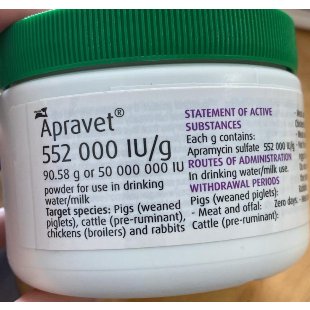 Apravet®
552 000 IU/g
90.58 g or 50 000 000 IU
powder for use in drinking
water/milk
Target species: Pigs (weaned
piglets), cattle (pre-ruminant),
chickens (broilers) and rabbits
STATEMENT OF ACTIVE
SUBSTANCES
Each g contains:
Apramycin sulfate 552 000 IU/g
ROUTES OF ADMINISTRATION
In drinking water/milk use.
WITHDRAWAL PERIODS
Pigs (weaned piglets):
- Meat and offal: Zero days.
Cattle (pre-ruminant):